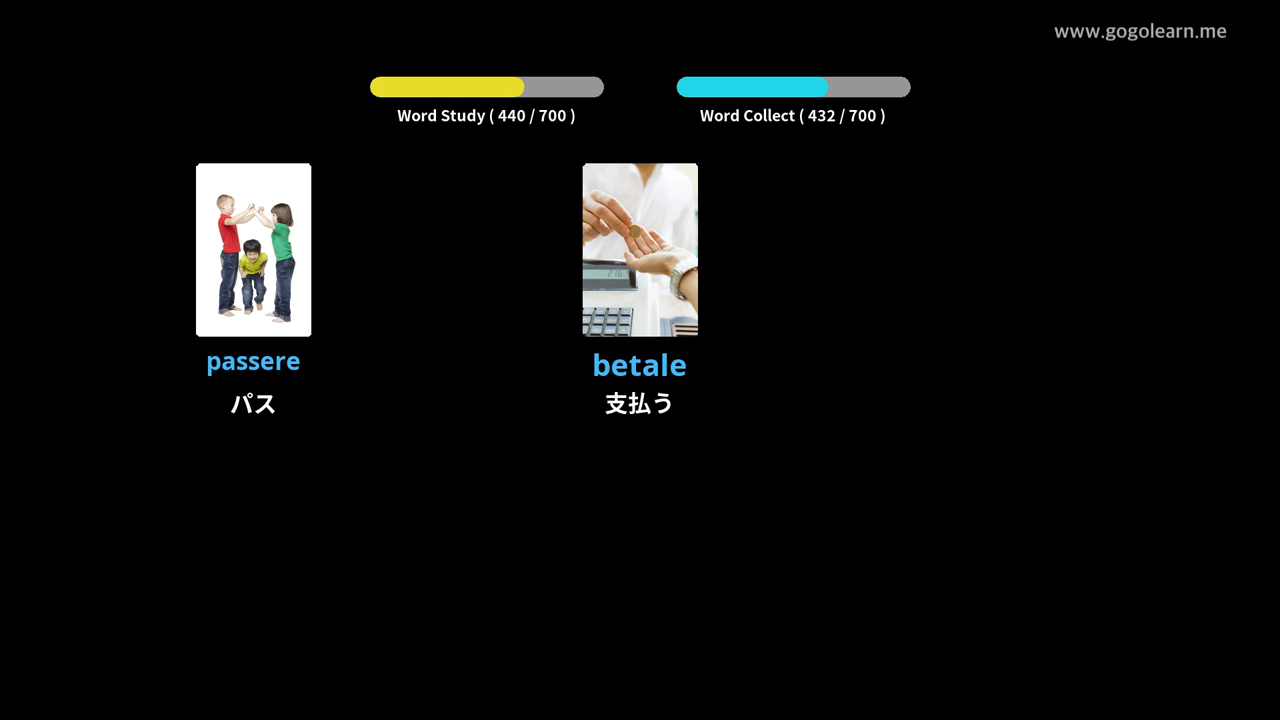 www.gogolearn.me
Word Study ( 440 / 700 )
Word Collect ( 432 / 700 )
passere
パス
betale
支払う